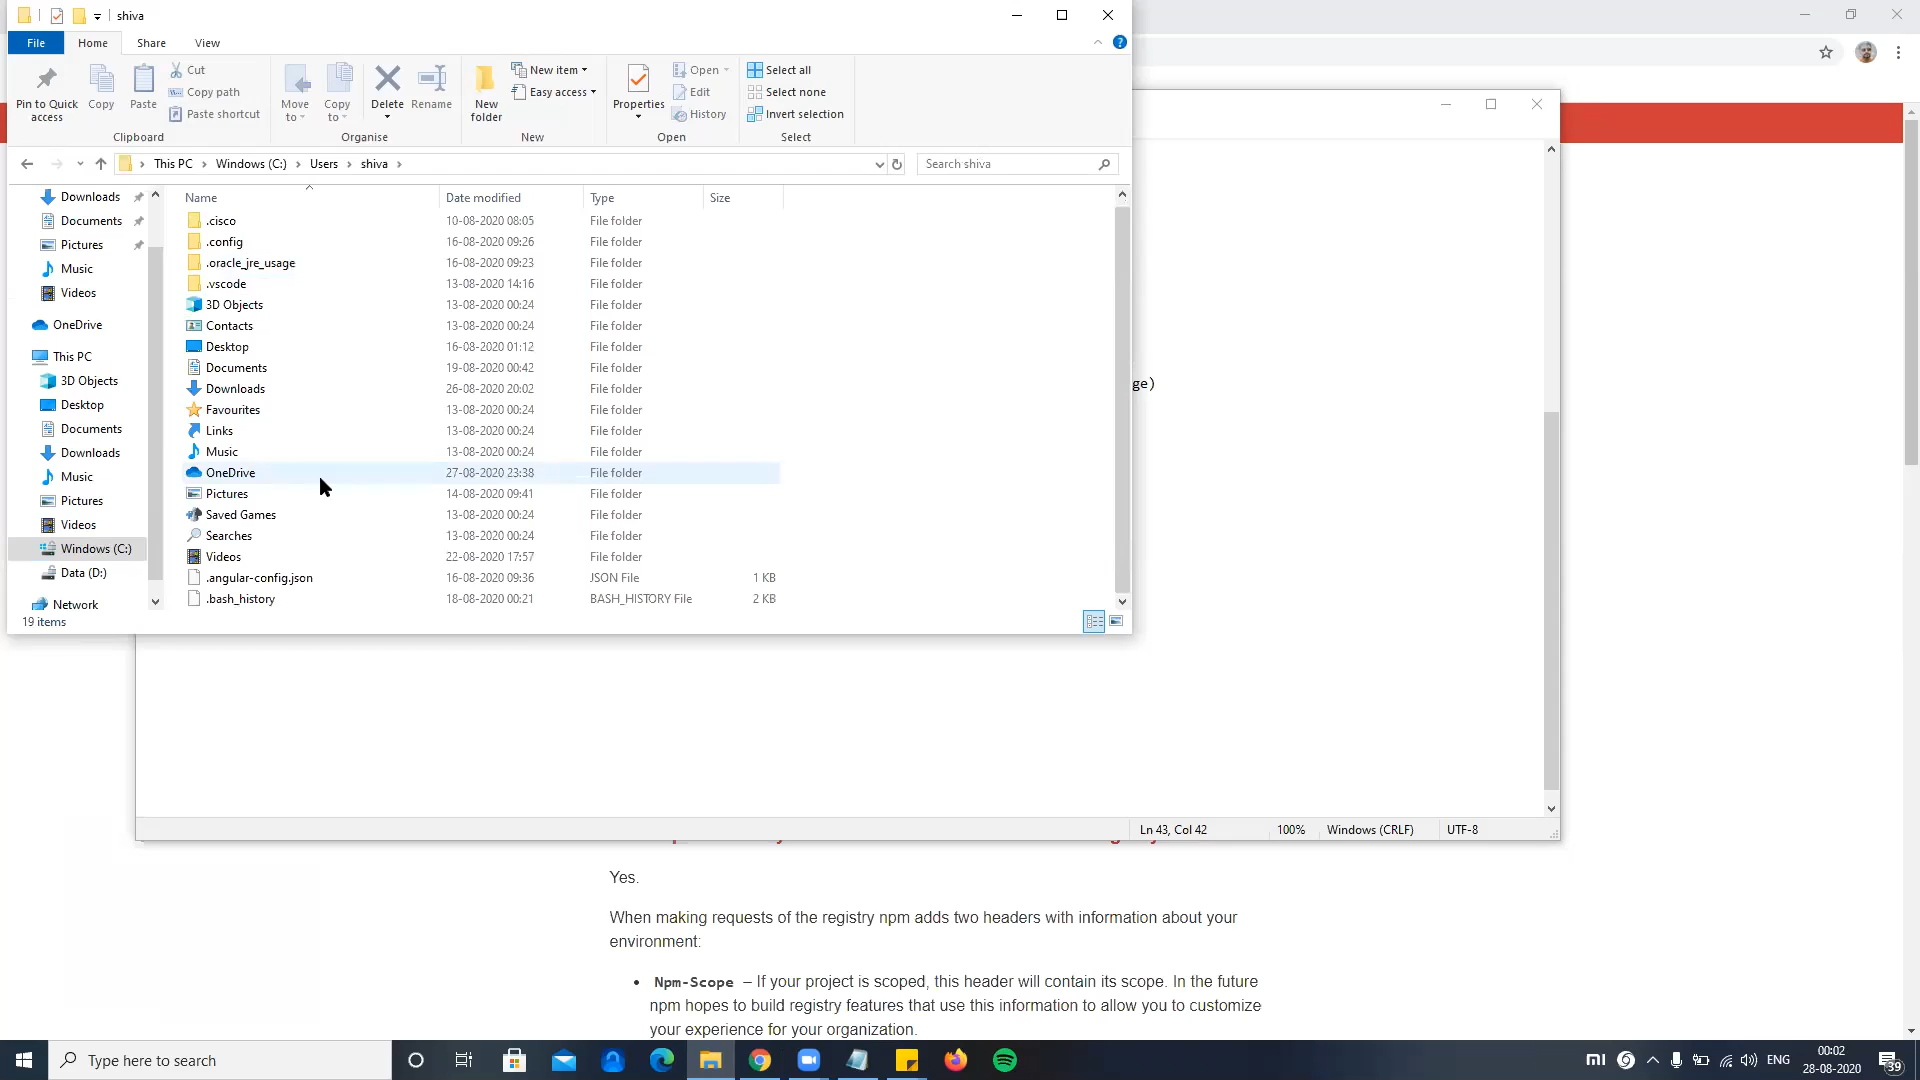 shiva
File Home Share View
Pin to Quick access
Copy
Paste
Cut
Copy path
Paste shortcut
Clipboard
Move to
Copy to
Delete
Rename
Organise
New folder
New item
Easy access
New
Properties
Open
Edit
History
Open
Select all
Select none
Invert selection
Select
This PC > Windows (C:) > Users > shiva >
Search shiva
Downloads
Documents
Pictures
Music
Videos
OneDrive
This PC
3D Objects
Desktop
Documents
Downloads
Music
Pictures
Videos
Windows (C:)
Data (D:)
Network
Name Date modified Type Size
.cisco 10-08-2020 08:05 File folder
.config 16-08-2020 09:26 File folder
.oracle_jre_usage 16-08-2020 09:23 File folder
.vscode 13-08-2020 14:16 File folder
3D Objects 13-08-2020 00:24 File folder
Contacts 13-08-2020 00:24 File folder
Desktop 16-08-2020 01:12 File folder
Documents 19-08-2020 00:42 File folder
Downloads 26-08-2020 20:02 File folder
Favourites 13-08-2020 00:24 File folder
Links 13-08-2020 00:24 File folder
Music 13-08-2020 00:24 File folder
OneDrive 27-08-2020 23:38 File folder
Pictures 14-08-2020 09:41 File folder
Saved Games 13-08-2020 00:24 File folder
Searches 13-08-2020 00:24 File folder
Videos 22-08-2020 17:57 File folder
.angular-config.json 16-08-2020 09:36 JSON File 1 KB
.bash_history 18-08-2020 00:21 BASH_HISTORY File 2 KB
19 items
ge)
Ln 43, Col 42 100% Windows (CRLF) UTF-8
Yes.
When making requests of the registry npm adds two headers with information about your
environment:
• Npm-Scope – If your project is scoped, this header will contain its scope. In the future
npm hopes to build registry features that use this information to allow you to customize
your experience for your organization.
Type here to search
mi
ENG
00:02
28-08-2020
39